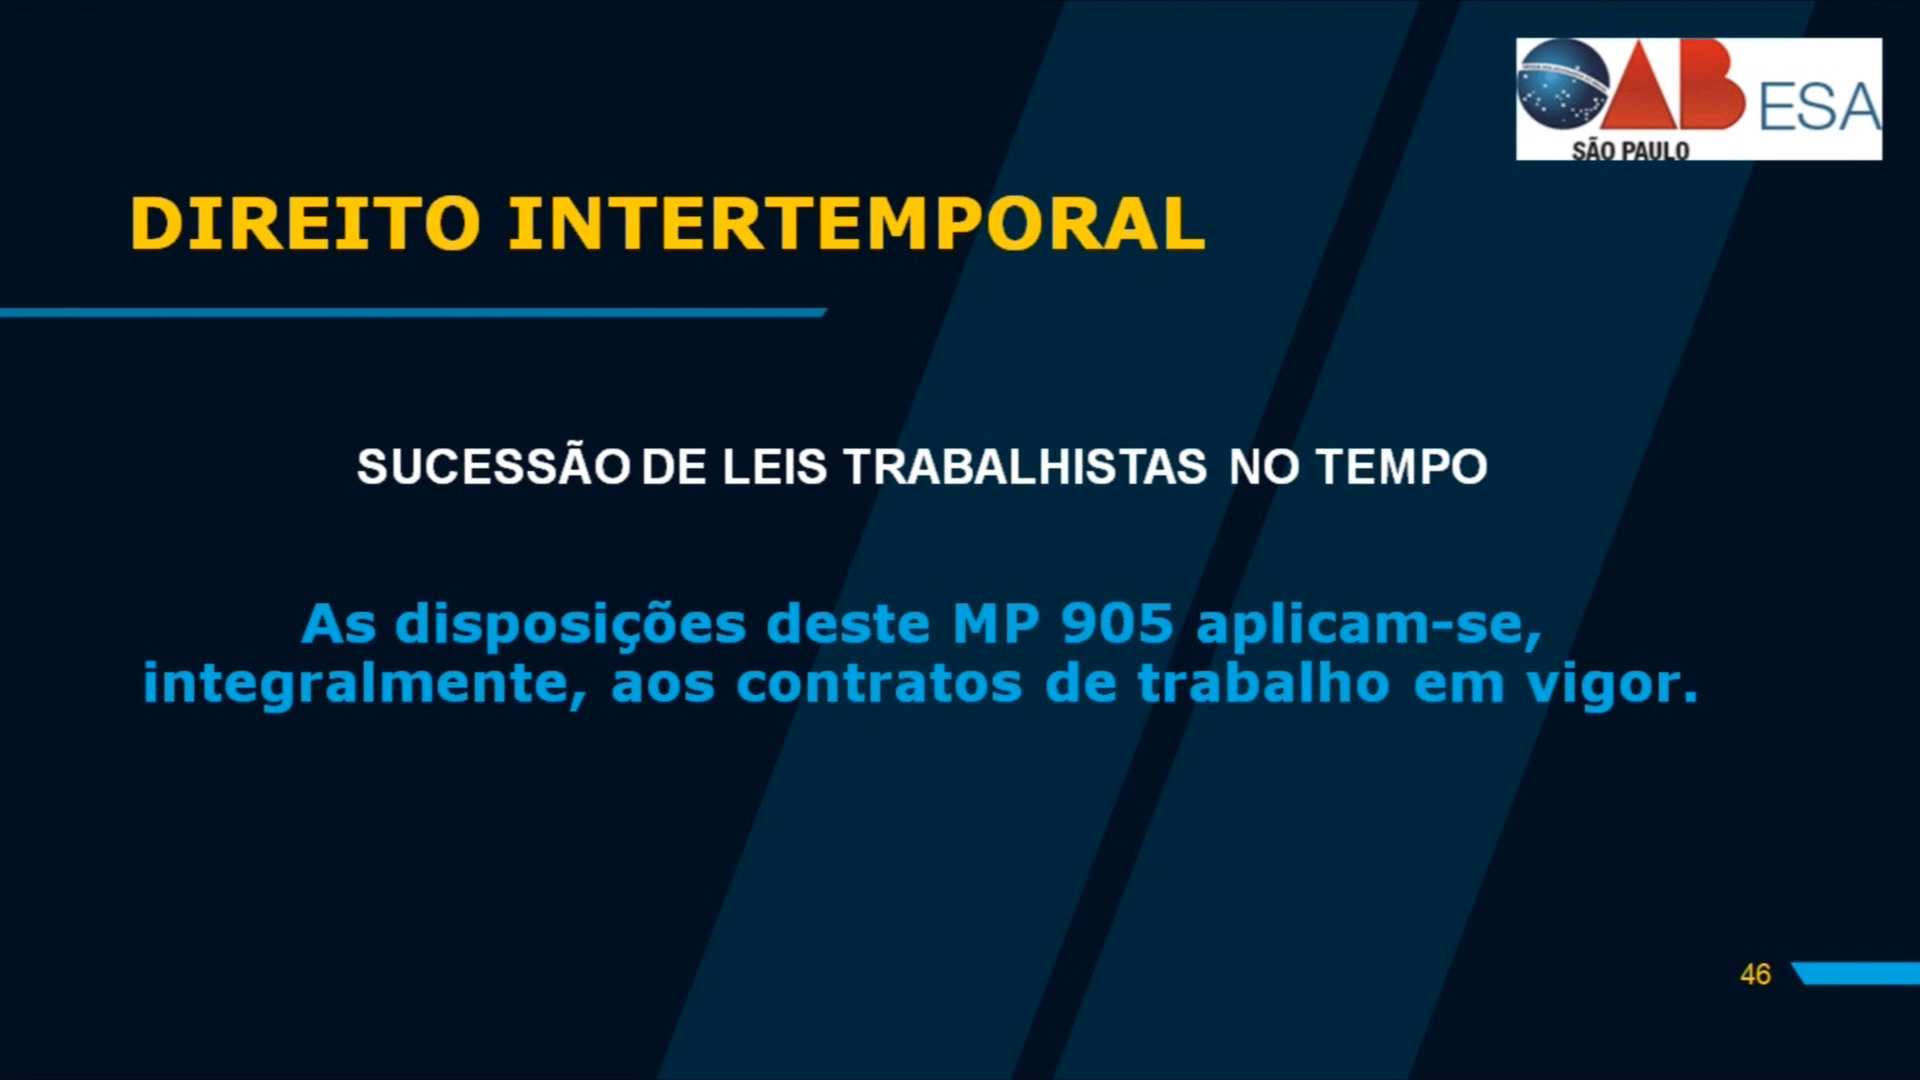 OAB ESA
SÃO PAULO
DIREITO INTERTEMPORAL
SUCESSÃO DE LEIS TRABALHISTAS NO TEMPO
As disposições deste MP 905 aplicam-se,
integralmente, aos contratos de trabalho em vigor.
46